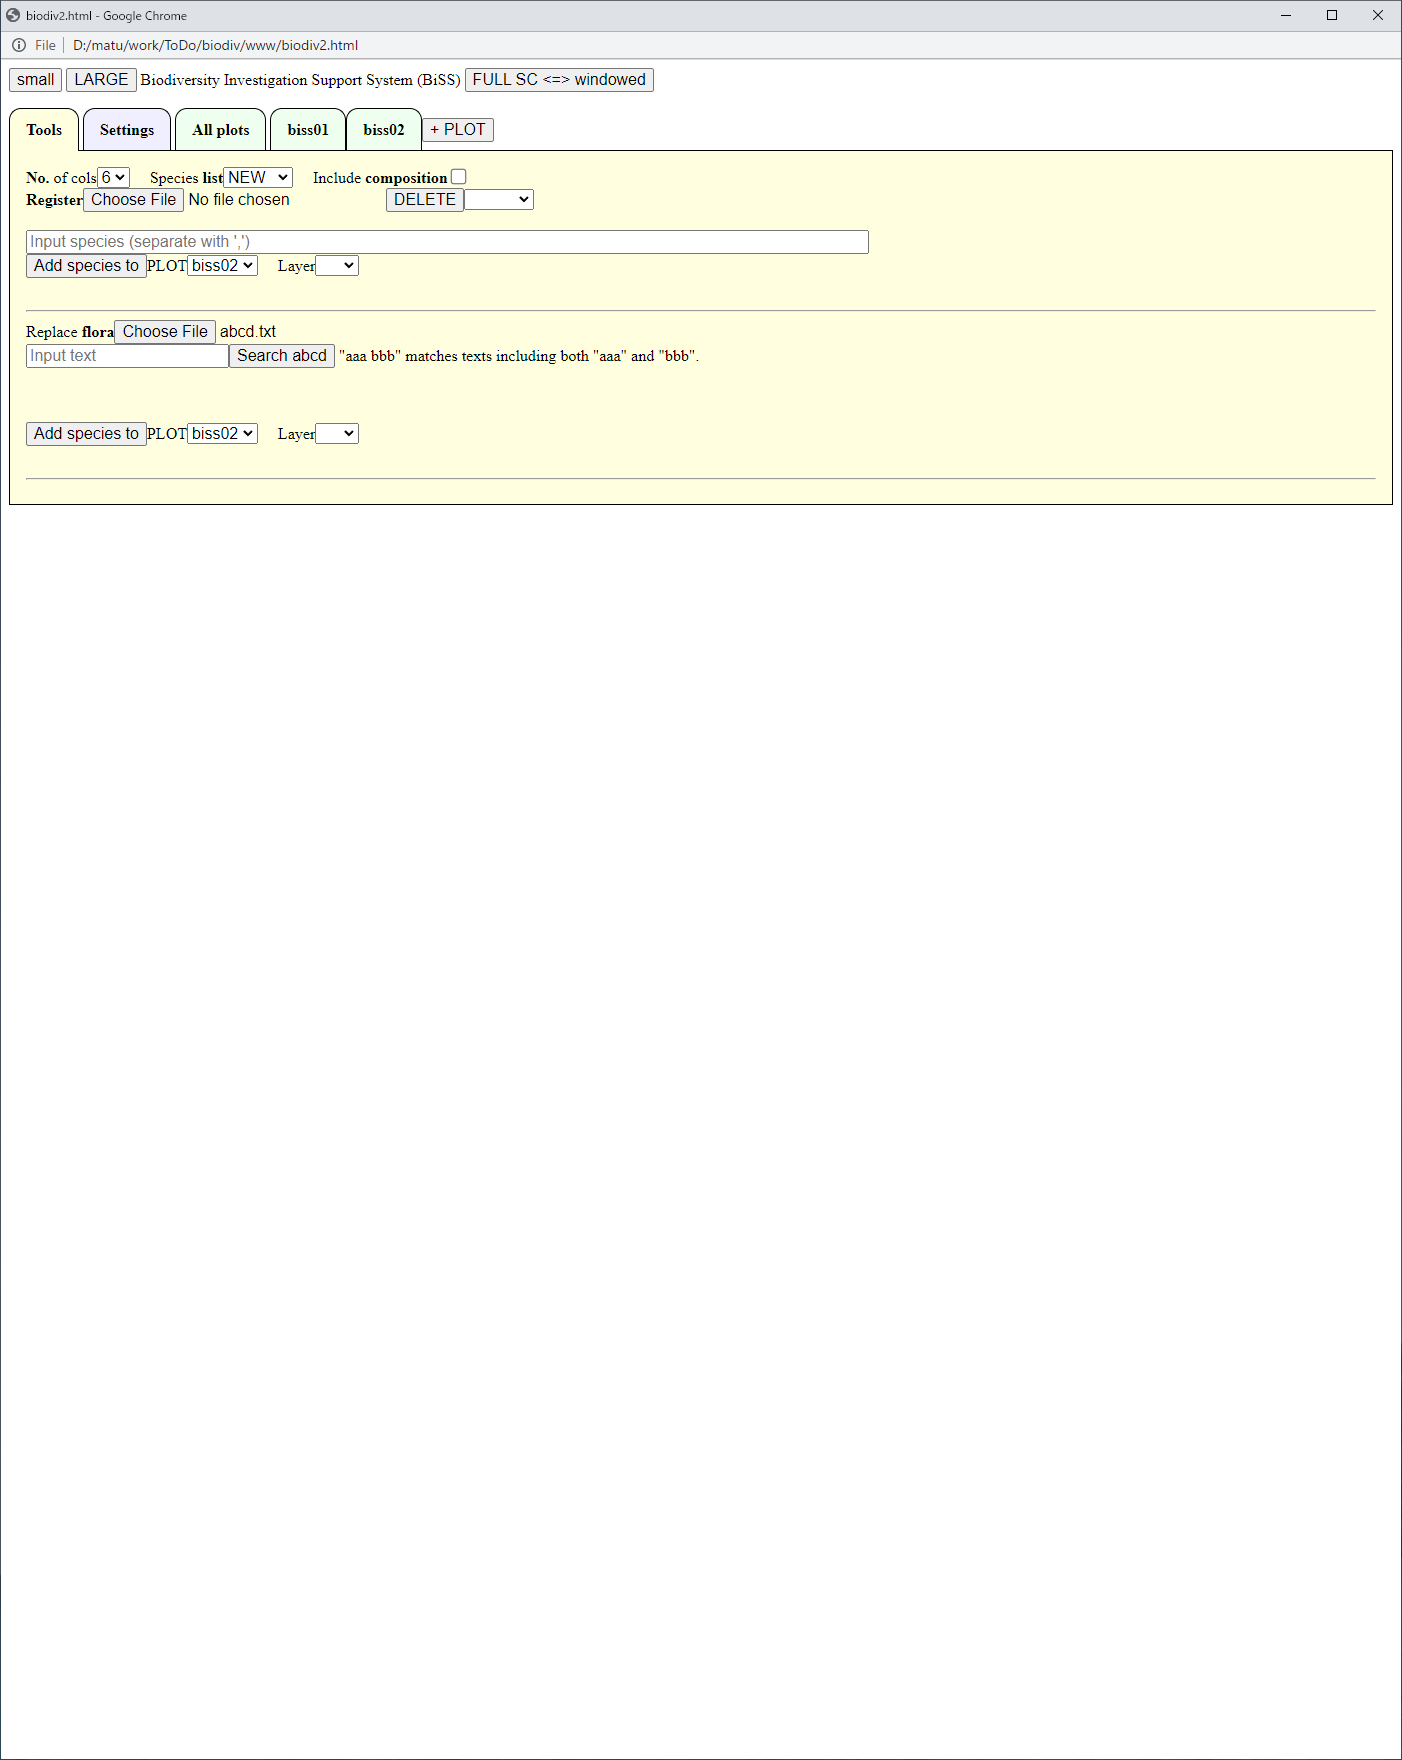 biodiv2.html - Google Chrome
File | D:/matu/work/ToDo/biodiv/www/biodiv2.html
small LARGE Biodiversity Investigation Support System (BiSS) FULL SC <=> windowed
Tools Settings All plots biss01 biss02 + PLOT
No. of cols 6 Species list NEW Include composition
Register Choose File No file chosen DELETE
Input species (separate with ',')
Add species to PLOT biss02 Layer
Replace flora Choose File abcd.txt
Input text Search abcd "aaa bbb" matches texts including both "aaa" and "bbb".
Add species to PLOT biss02 Layer